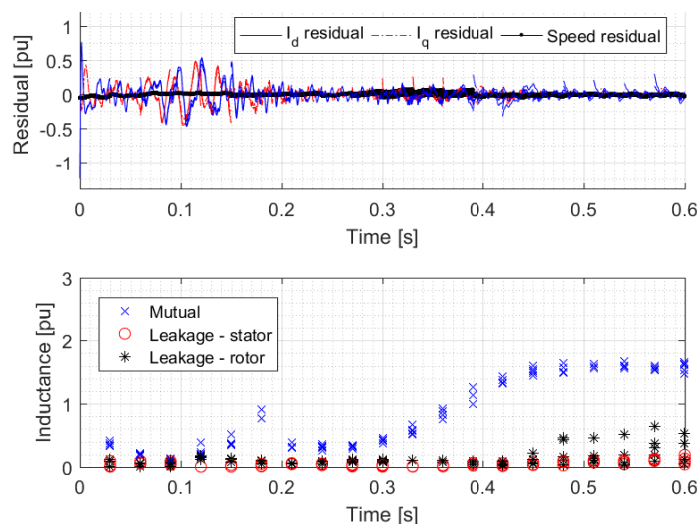 I_d residual I_q residual Speed residual
Residual [pu]
1
0.5
0
-0.5
-1
0 0.1 0.2 0.3 0.4 0.5 0.6
Time [s]
Mutual
Leakage - stator
Leakage - rotor
Inductance [pu]
3
2
1
0
0 0.1 0.2 0.3 0.4 0.5 0.6
Time [s]